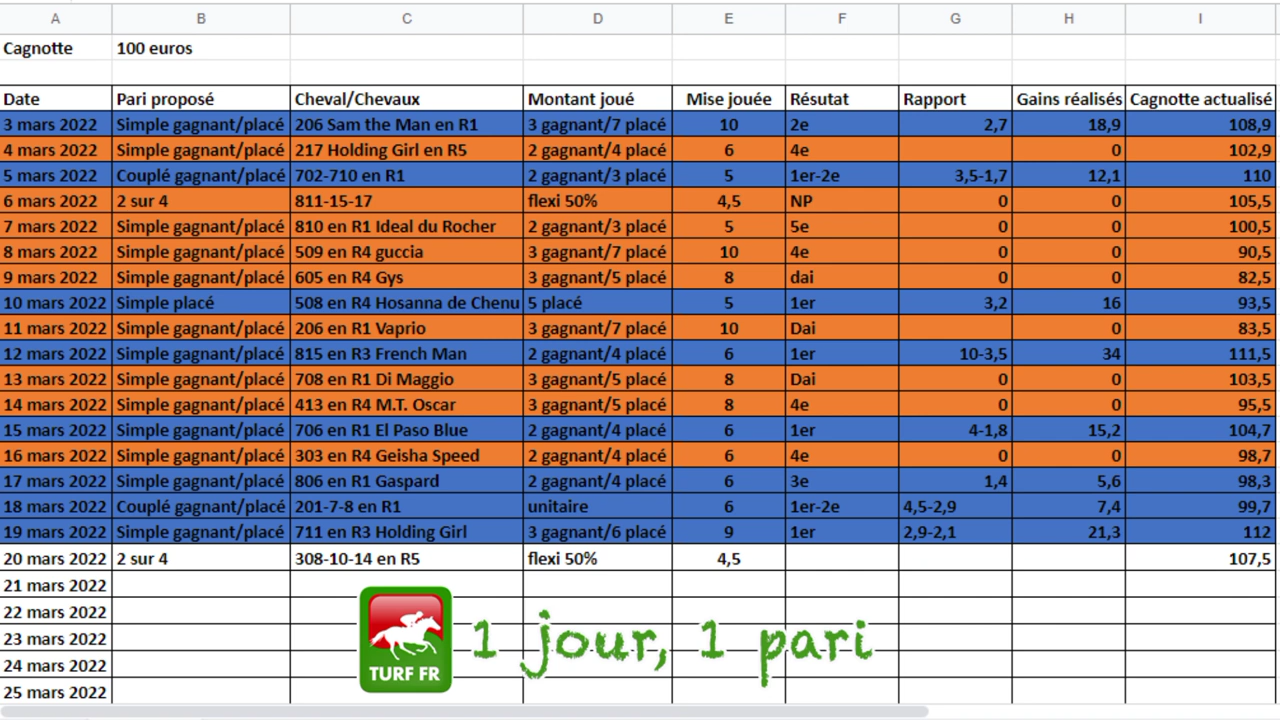 A B C D E F G H I
Cagnotte 100 euros
Date Pari proposé Cheval/Chevaux Montant joué Mise jouée Résutat Rapport Gains réalisés Cagnotte actualisé
3 mars 2022 Simple gagnant/placé 206 Sam the Man en R1 3 gagnant/7 placé 10 2e 2,7 18,9 108,9
4 mars 2022 Simple gagnant/placé 217 Holding Girl en R5 2 gagnant/4 placé 6 4e 0 102,9
5 mars 2022 Couplé gagnant/placé 702-710 en R1 2 gagnant/3 placé 5 1er-2e 3,5-1,7 12,1 110
6 mars 2022 2 sur 4 811-15-17 flexi 50% 4,5 NP 0 0 105,5
7 mars 2022 Simple gagnant/placé 810 en R1 Ideal du Rocher 2 gagnant/3 placé 5 5e 0 0 100,5
8 mars 2022 Simple gagnant/placé 509 en R4 guccia 3 gagnant/7 placé 10 4e 0 0 90,5
9 mars 2022 Simple gagnant/placé 605 en R4 Gys 3 gagnant/5 placé 8 dai 0 0 82,5
10 mars 2022 Simple placé 508 en R4 Hosanna de Chenu 5 placé 5 1er 3,2 16 93,5
11 mars 2022 Simple gagnant/placé 206 en R1 Vaprio 3 gagnant/7 placé 10 Dai 0 83,5
12 mars 2022 Simple gagnant/placé 815 en R3 French Man 2 gagnant/4 placé 6 1er 10-3,5 34 111,5
13 mars 2022 Simple gagnant/placé 708 en R1 Di Maggio 3 gagnant/5 placé 8 Dai 0 0 103,5
14 mars 2022 Simple gagnant/placé 413 en R4 M.T. Oscar 3 gagnant/5 placé 8 4e 0 0 95,5
15 mars 2022 Simple gagnant/placé 706 en R1 El Paso Blue 2 gagnant/4 placé 6 1er 4-1,8 15,2 104,7
16 mars 2022 Simple gagnant/placé 303 en R4 Geisha Speed 2 gagnant/4 placé 6 4e 0 0 98,7
17 mars 2022 Simple gagnant/placé 806 en R1 Gaspard 2 gagnant/4 placé 6 3e 1,4 5,6 98,3
18 mars 2022 Couplé gagnant/placé 201-7-8 en R1 unitaire 6 1er-2e 4,5-2,9 7,4 99,7
19 mars 2022 Simple gagnant/placé 711 en R3 Holding Girl 3 gagnant/6 placé 9 1er 2,9-2,1 21,3 112
20 mars 2022 2 sur 4 308-10-14 en R5 flexi 50% 4,5 107,5
21 mars 2022
22 mars 2022
23 mars 2022
24 mars 2022
25 mars 2022
TURF FR
1 jour, 1 pari